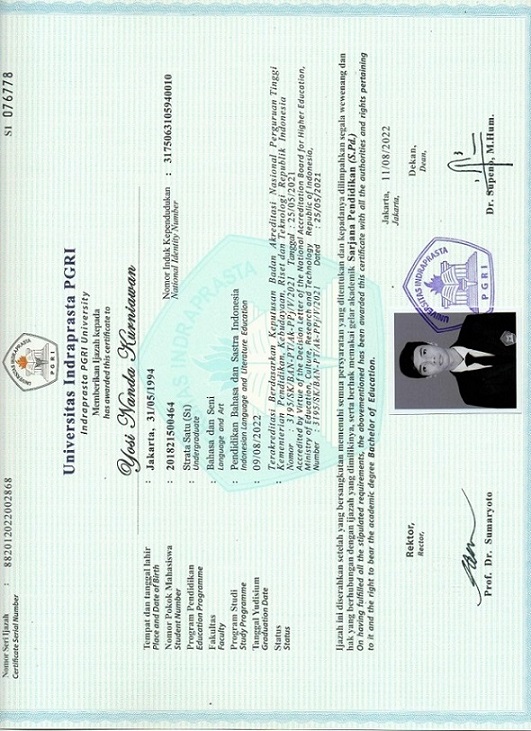 Nomor Seri Ijazah : 882012022002868
Certificate Serial Number
S1 076778
PGRI
Universitas Indraprasta PGRI
Indraprasta PGRI University
Memberikan Ijazah kepada
has awarded this certificate to
Yosi Nanda Kurniawan
Tempat dan tanggal lahir : Jakarta, 31/05/1994
Place and Date of Birth
Nomor Pokok Mahasiswa : 201821500464 Nomor Induk Kependudukan : 3175063105940010
Student Number National Identity Number
Program Pendidikan : Strata Satu (S1)
Education Programme Undergraduate
Fakultas : Bahasa dan Seni
Faculty Language and Art
Program Studi : Pendidikan Bahasa dan Sastra Indonesia
Study Programme Indonesian Language and Literature Education
Tanggal Yudisium : 09/08/2022
Graduation Date
Status : Terakreditasi Berdasarkan Keputusan Badan Akreditasi Nasional Perguruan Tinggi
Status Kementerian Pendidikan, Kebudayaan, Riset dan Teknologi Republik Indonesia
Nomor : 3195/SK/BAN-PT/Ak-PPJ/V/2021 Tanggal : 25/05/2021
Accredited by Virtue of the Decision Letter of the National Accreditation Board for Higher Education,
Ministry of Education, Culture, Research and Technology Republic of Indonesia,
Number : 3195/SK/BAN-PT/Ak-PPJ/V/2021 Dated : 25/05/2021
Ijazah ini diserahkan setelah yang bersangkutan memenuhi semua persyaratan yang ditentukan dan kepadanya dilimpahkan segala wewenang dan
hak yang berhubungan dengan ijazah yang dimilikinya, serta berhak memakai gelar akademik Sarjana Pendidikan (S.Pd.)
On having fulfilled all the stipulated requirements, the abovementioned has been awarded this certificate with all the authorities and rights pertaining
to it and the right to bear the academic degree Bachelor of Education.
Jakarta, 11/08/2022
Jakarta,
Rektor,
Rector,
Dekan,
Dean,
UNIVERSITAS INDRAPRASTA
PGRI
Prof. Dr. Sumaryoto
Dr. Supeno, M.Hum.